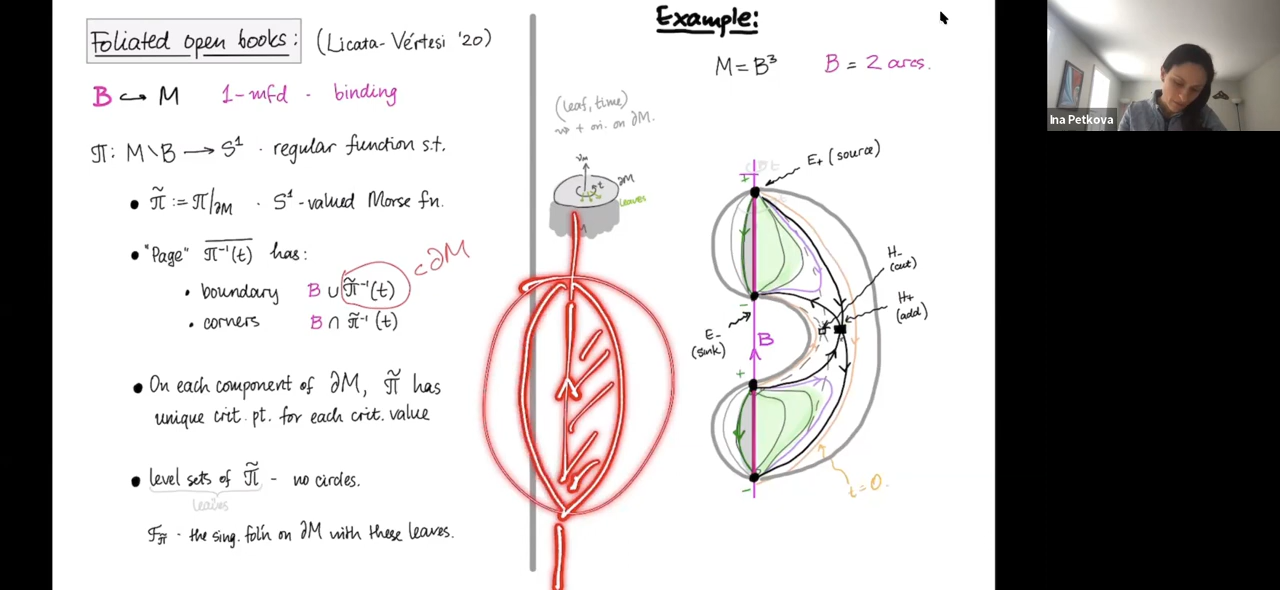 Foliated open books: (Licata-Vértesi '20)
B ↪ M 1-mfd - binding
π: M\B → S¹ · regular function s.t.
• π̃ := π|∂M · S¹-valued Morse fn.
• "Page" π⁻¹(t) has:
• boundary B ∪ π̃⁻¹(t) ⊂ ∂M
• corners B ∩ π̃⁻¹(t)
• On each component of ∂M, π̃ has
unique crit. pt. for each crit. value
• level sets of π̃ - no circles.
leaves
F_π̃ - the sing. fol'n on ∂M with these leaves.
(leaf, time)
⇝ + ori. on ∂M.
t
∂M
leaves
Example:
M = B³ B = 2 arcs.
+
E+ (source)
H-
(cut)
H+
(add)
-
E-
(sink)
B
+
-
t=0.
Ina Petkova